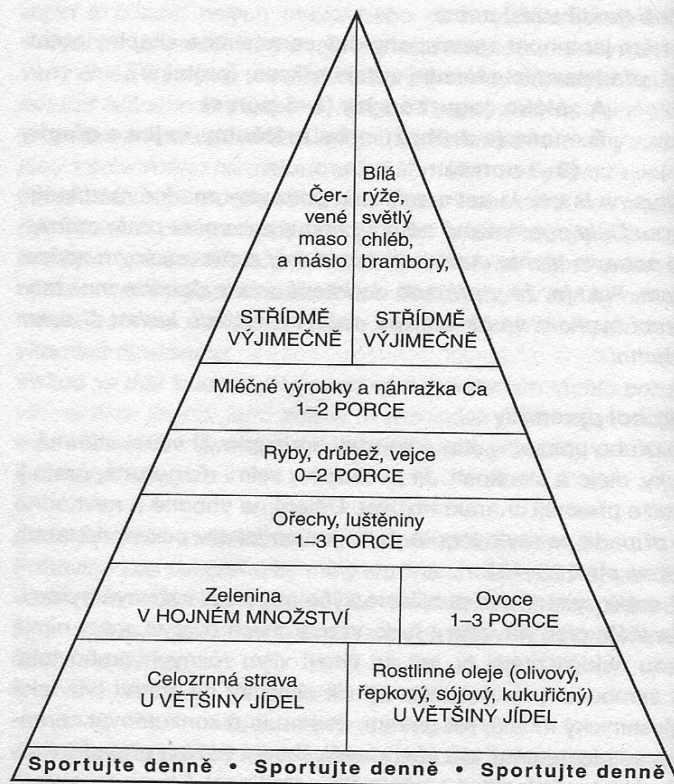 Čer-
vené
maso
a máslo
Bílá
rýže,
světlý
chléb,
brambory,
STŘÍDMĚ
VÝJIMEČNĚ
STŘÍDMĚ
VÝJIMEČNĚ
Mléčné výrobky a náhražka Ca
1–2 PORCE
Ryby, drůbež, vejce
0–2 PORCE
Ořechy, luštěniny
1–3 PORCE
Zelenina
V HOJNÉM MNOŽSTVÍ
Ovoce
1–3 PORCE
Celozrnná strava
U VĚTŠINY JÍDEL
Rostlinné oleje (olivový,
řepkový, sójový, kukuřičný)
U VĚTŠINY JÍDEL
Sportujte denně • Sportujte denně • Sportujte denně